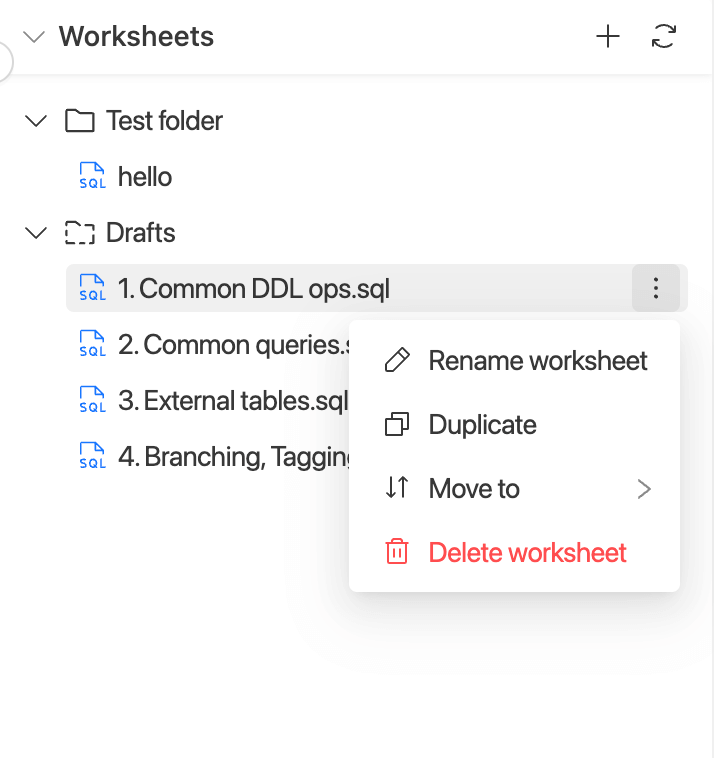 Worksheets
Test folder
SQL hello
Drafts
SQL 1. Common DDL ops.sql
SQL 2. Common queries.
SQL 3. External tables.sql
SQL 4. Branching,
Rename worksheet
Duplicate
Move to
Delete worksheet